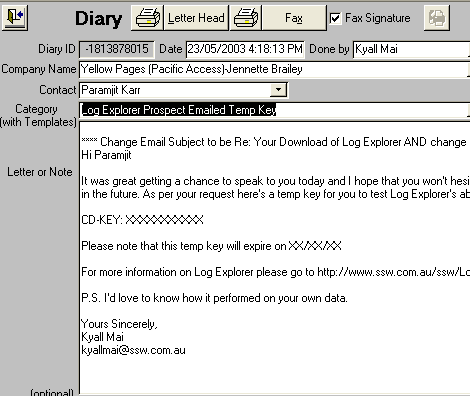 Diary Letter Head Fax Fax Signature
Diary ID -1813878015 Date 23/05/2003 4:18:13 PM Done by Kyall Mai
Company Name Yellow Pages (Pacific Access)-Jennette Brailey
Contact Paramjit Karr
Category Log Explorer Prospect Emailed Temp Key
(with Templates)
**** Change Email Subject to be Re: Your Download of Log Explorer AND change
Hi Paramjit
Letter or Note
It was great getting a chance to speak to you today and I hope that you won't hesi
in the future. As per your request here's a temp key for you to test Log Explorer's ab
CD-KEY: XXXXXXXXXXX
Please note that this temp key will expire on XX/XX/XX
For more information on Log Explorer please go to http://www.ssw.com.au/ssw/Lo
P.S. I'd love to know how it performed on your own data.
Yours Sincerely,
Kyall Mai
kyallmai@ssw.com.au
(optional)